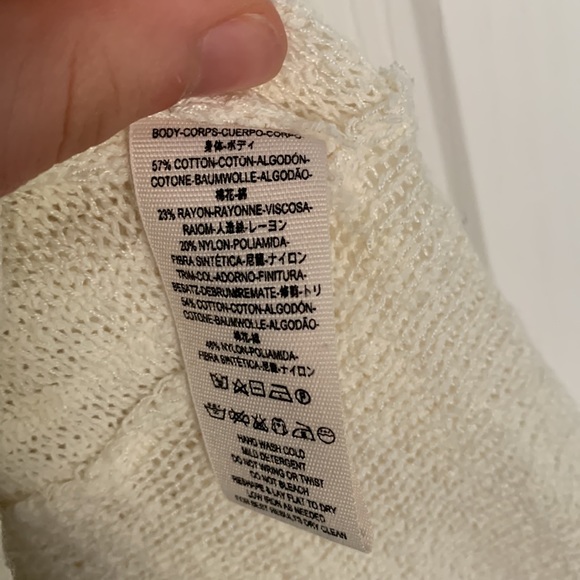 BODY-CORPS-CUERPO-CORPO
身体-ボディ
57% COTTON-COTON-ALGODÓN-
COTONE-BAUMWOLLE-ALGODÃO-
棉花-綿
23% RAYON-RAYONNE-VISCOSA-
RAIOM-人造絲-レーヨン
20% NYLON-POLIAMIDA-
FIBRA SINTÉTICA-尼龍-ナイロン
TRIM-COL-ADORNO-FINITURA-
BESATZ-DEBRUMREMATE-修剪-トリ
54% COTTON-COTON-ALGODÓN-
COTONE-BAUMWOLLE-ALGODÃO-
棉花-綿
46% NYLON-POLIAMIDA-
FIBRA SINTÉTICA-尼龍-ナイロン
HAND WASH COLD
MILD DETERGENT
DO NOT WRING OR TWIST
DO NOT BLEACH
RESHAPE & LAY FLAT TO DRY
LOW IRON AS NEEDED
FOR BEST RESULTS DRY CLEAN